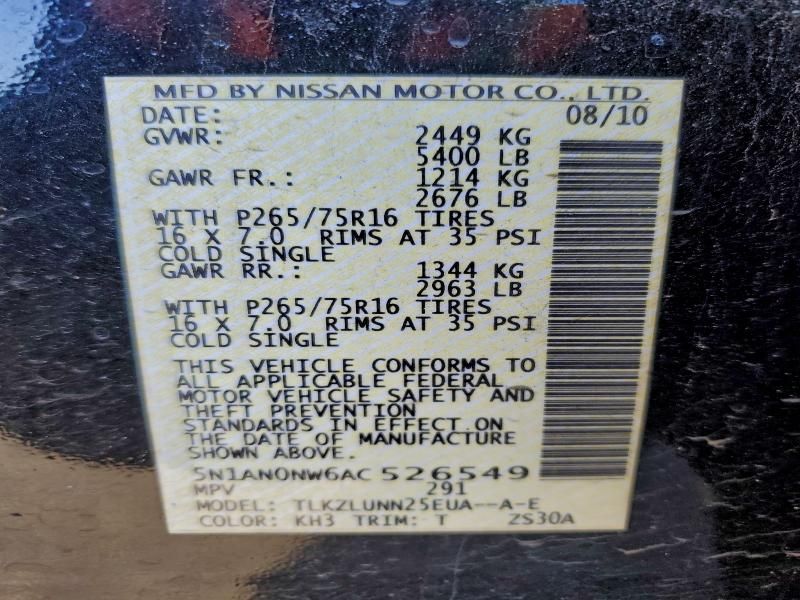 MFD BY NISSAN MOTOR CO., LTD.
DATE: 08/10
GVWR: 2449 KG
5400 LB
GAWR FR.: 1214 KG
2676 LB
WITH P265/75R16 TIRES
16 X 7.0 RIMS AT 35 PSI
COLD SINGLE
GAWR RR.: 1344 KG
2963 LB
WITH P265/75R16 TIRES
16 X 7.0 RIMS AT 35 PSI
COLD SINGLE
THIS VEHICLE CONFORMS TO
ALL APPLICABLE FEDERAL
MOTOR VEHICLE SAFETY AND
THEFT PREVENTION
STANDARDS IN EFFECT ON
THE DATE OF MANUFACTURE
SHOWN ABOVE.
5N1AN0NW6AC526549
MPV 291
MODEL: TLKZLUNN25EUA--A-E
COLOR: KH3 TRIM: T ZS30A